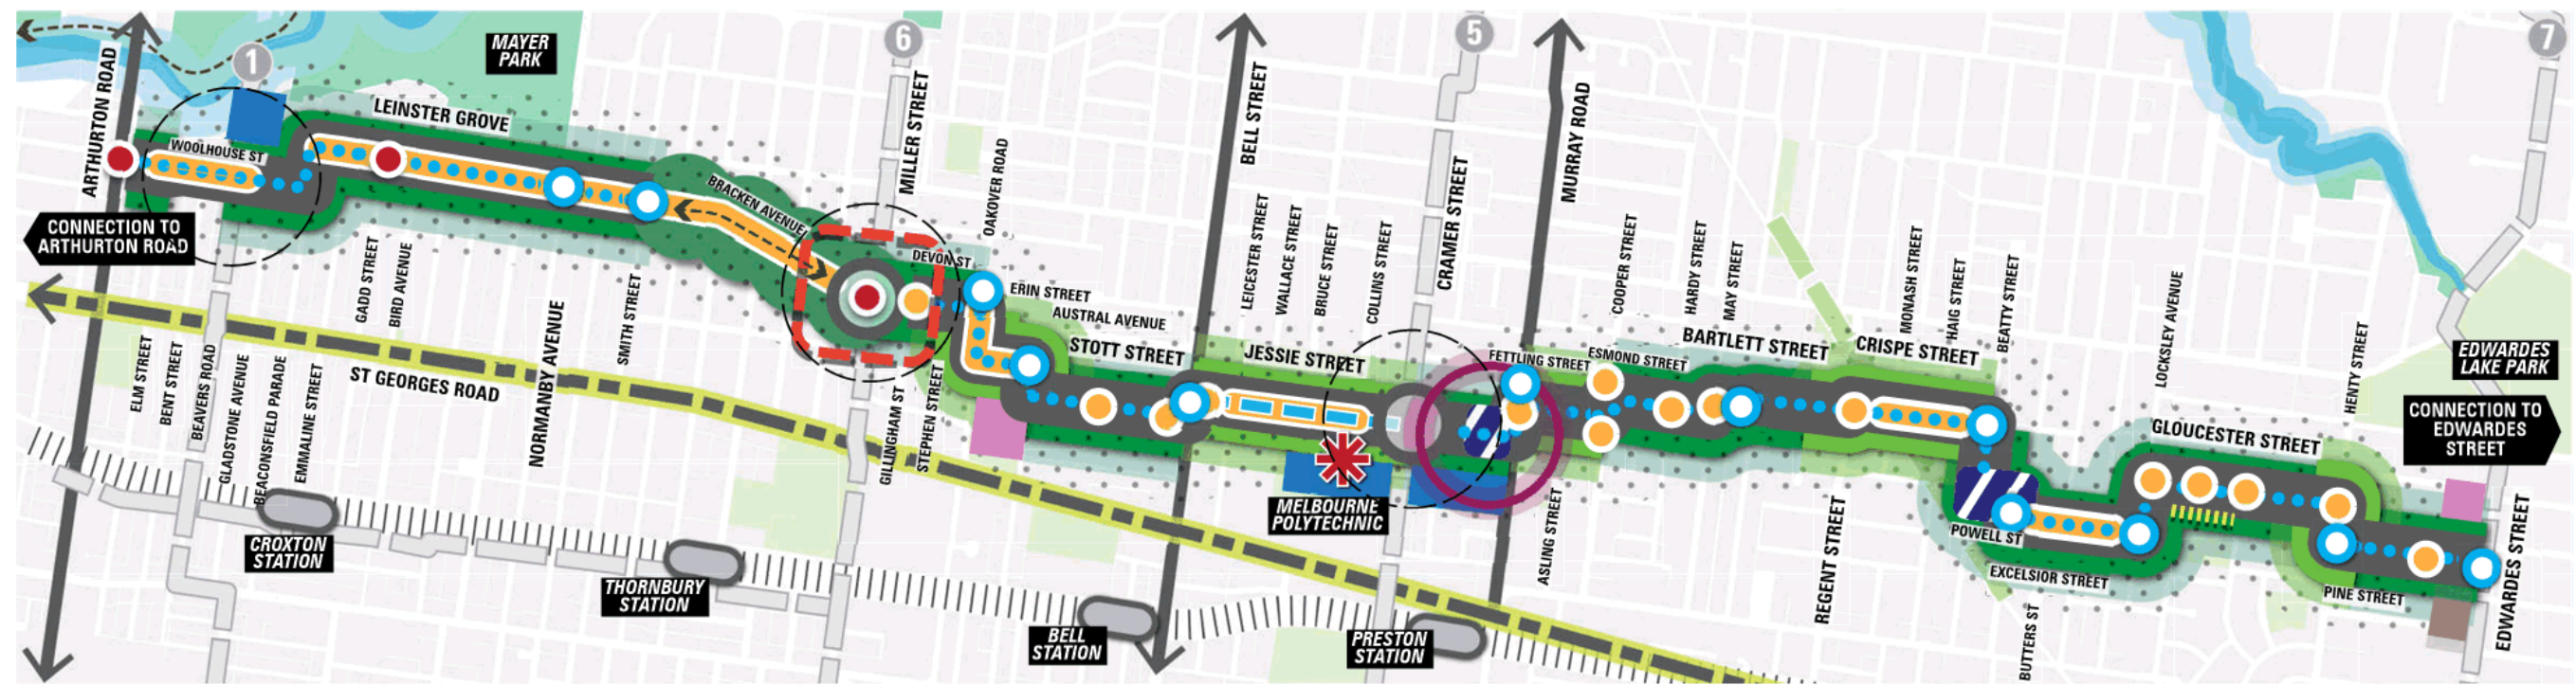 MAYER
PARK
1
6
5
7
ARTHURTON ROAD
LEINSTER GROVE
WOOLHOUSE ST
MILLER STREET
BELL STREET
MURRAY ROAD
OAKOVER ROAD
CRAMER STREET
BRACKEN AVENUE
CONNECTION TO
ARTHURTON ROAD
DEVON ST
ERIN STREET
AUSTRAL AVENUE
STOTT STREET
JESSIE STREET
LEICESTER STREET
WALLACE STREET
BRUCE STREET
COLLINS STREET
FETTLING STREET
ESMOND STREET
COOPER STREET
HARDY STREET
MAY STREET
BARTLETT STREET
CRISPE STREET
MONASH STREET
HAIG STREET
BEATTY STREET
LOCKSLEY AVENUE
HENTY STREET
EDWARDES
LAKE PARK
CONNECTION TO
EDWARDES
STREET
GADD STREET
BIRD AVENUE
SMITH STREET
NORMANBY AVENUE
ST GEORGES ROAD
ELM STREET
BENT STREET
BEAVERS ROAD
GLADSTONE AVENUE
BEACONSFIELD PARADE
EMMALINE STREET
GILLINGHAM ST
STEPHEN STREET
MELBOURNE
POLYTECHNIC
ASLING STREET
REGENT STREET
GLOUCESTER STREET
POWELL ST
EXCELSIOR STREET
BUTTERS ST
PINE STREET
EDWARDES STREET
CROXTON
STATION
THORNBURY
STATION
BELL
STATION
PRESTON
STATION